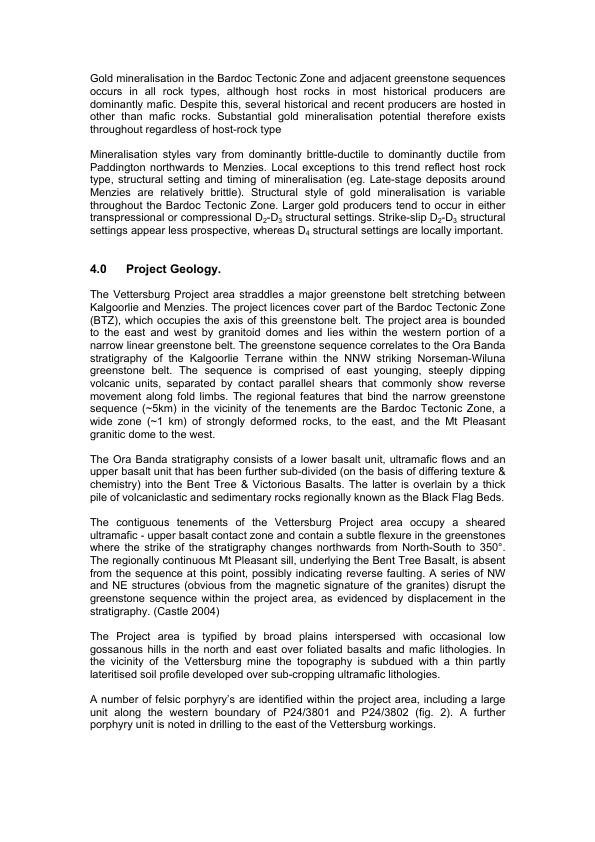 Gold mineralisation in the Bardoc Tectonic Zone and adjacent greenstone sequences
occurs in all rock types, although host rocks in most historical producers are
dominantly mafic. Despite this, several historical and recent producers are hosted in
other than mafic rocks. Substantial gold mineralisation potential therefore exists
throughout regardless of host-rock type
Mineralisation styles vary from dominantly brittle-ductile to dominantly ductile from
Paddington northwards to Menzies. Local exceptions to this trend reflect host rock
type, structural setting and timing of mineralisation (eg. Late-stage deposits around
Menzies are relatively brittle). Structural style of gold mineralisation is variable
throughout the Bardoc Tectonic Zone. Larger gold producers tend to occur in either
transpressional or compressional D₂-D₃ structural settings. Strike-slip D₂-D₃ structural
settings appear less prospective, whereas D₄ structural settings are locally important.
4.0 Project Geology.
The Vettersburg Project area straddles a major greenstone belt stretching between
Kalgoorlie and Menzies. The project licences cover part of the Bardoc Tectonic Zone
(BTZ), which occupies the axis of this greenstone belt. The project area is bounded
to the east and west by granitoid domes and lies within the western portion of a
narrow linear greenstone belt. The greenstone sequence correlates to the Ora Banda
stratigraphy of the Kalgoorlie Terrane within the NNW striking Norseman-Wiluna
greenstone belt. The sequence is comprised of east younging, steeply dipping
volcanic units, separated by contact parallel shears that commonly show reverse
movement along fold limbs. The regional features that bind the narrow greenstone
sequence (~5km) in the vicinity of the tenements are the Bardoc Tectonic Zone, a
wide zone (~1 km) of strongly deformed rocks, to the east, and the Mt Pleasant
granitic dome to the west.
The Ora Banda stratigraphy consists of a lower basalt unit, ultramafic flows and an
upper basalt unit that has been further sub-divided (on the basis of differing texture &
chemistry) into the Bent Tree & Victorious Basalts. The latter is overlain by a thick
pile of volcaniclastic and sedimentary rocks regionally known as the Black Flag Beds.
The contiguous tenements of the Vettersburg Project area occupy a sheared
ultramafic - upper basalt contact zone and contain a subtle flexure in the greenstones
where the strike of the stratigraphy changes northwards from North-South to 350°.
The regionally continuous Mt Pleasant sill, underlying the Bent Tree Basalt, is absent
from the sequence at this point, possibly indicating reverse faulting. A series of NW
and NE structures (obvious from the magnetic signature of the granites) disrupt the
greenstone sequence within the project area, as evidenced by displacement in the
stratigraphy. (Castle 2004)
The Project area is typified by broad plains interspersed with occasional low
gossanous hills in the north and east over foliated basalts and mafic lithologies. In
the vicinity of the Vettersburg mine the topography is subdued with a thin partly
lateritised soil profile developed over sub-cropping ultramafic lithologies.
A number of felsic porphyry's are identified within the project area, including a large
unit along the western boundary of P24/3801 and P24/3802 (fig. 2). A further
porphyry unit is noted in drilling to the east of the Vettersburg workings.